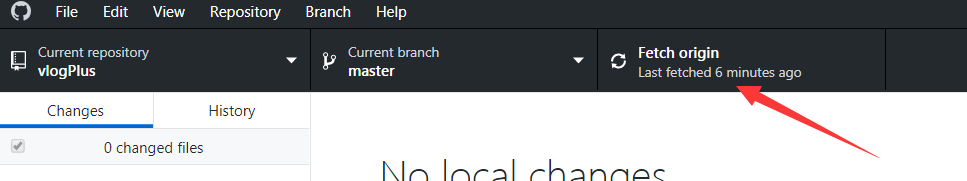 File Edit View Repository Branch Help
Current repository
vlogPlus
Current branch
master
Fetch origin
Last fetched 6 minutes ago
Changes History
0 changed files
No local changes